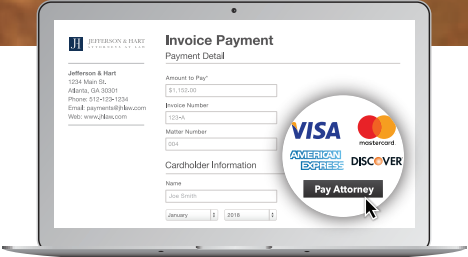 JH
JEFFERSON & HART
ATTORNEYS AT LAW
Jefferson & Hart
1234 Main St.
Atlanta, GA 30301
Phone: 512-123-1234
Email: payments@jhlaw.com
Web: www.jhlaw.com
Invoice Payment
Payment Detail
Amount to Pay*
$1,152.00
Invoice Number
123-A
Matter Number
004
Cardholder Information
Name
Joe Smith
January 2018
VISA
mastercard.
AMERICAN
EXPRESS
DISCOVER
Pay Attorney